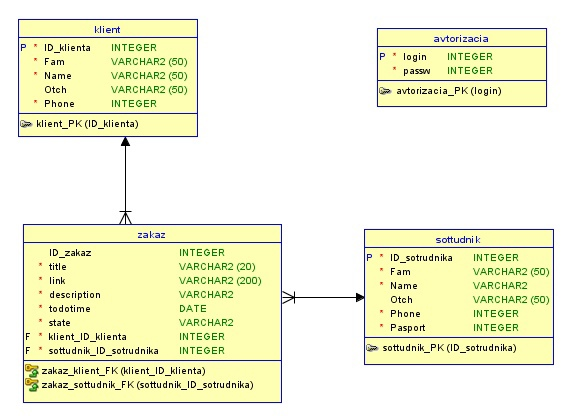 klient
P * ID_klienta INTEGER
* Fam VARCHAR2 (50)
* Name VARCHAR2 (50)
Otch VARCHAR2 (50)
* Phone INTEGER
klient_PK (ID_klienta)
avtorizacia
P * login INTEGER
* passw INTEGER
avtorizacia_PK (login)
zakaz
ID_zakaz INTEGER
* title VARCHAR2 (20)
* link VARCHAR2 (200)
* description VARCHAR2
* todotime DATE
* state VARCHAR2
F * klient_ID_klienta INTEGER
F * sottudnik_ID_sotrudnika INTEGER
zakaz_klient_FK (klient_ID_klienta)
zakaz_sottudnik_FK (sottudnik_ID_sotrudnika)
sottudnik
P * ID_sotrudnika INTEGER
* Fam VARCHAR2 (50)
* Name VARCHAR2
Otch VARCHAR2 (50)
* Phone INTEGER
* Pasport INTEGER
sottudnik_PK (ID_sotrudnika)